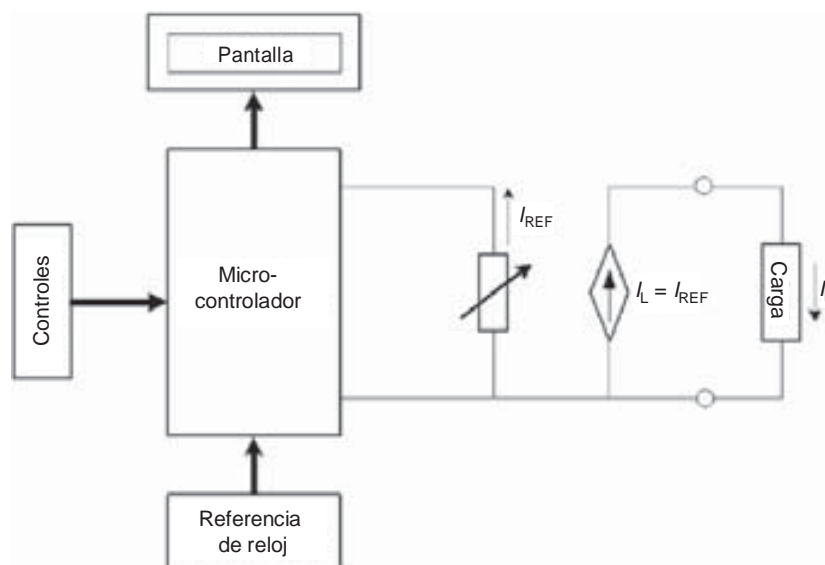 Pantalla
Controles
Micro-
controlador
I_REF
I_L = I_REF
Carga
I
Referencia
de reloj